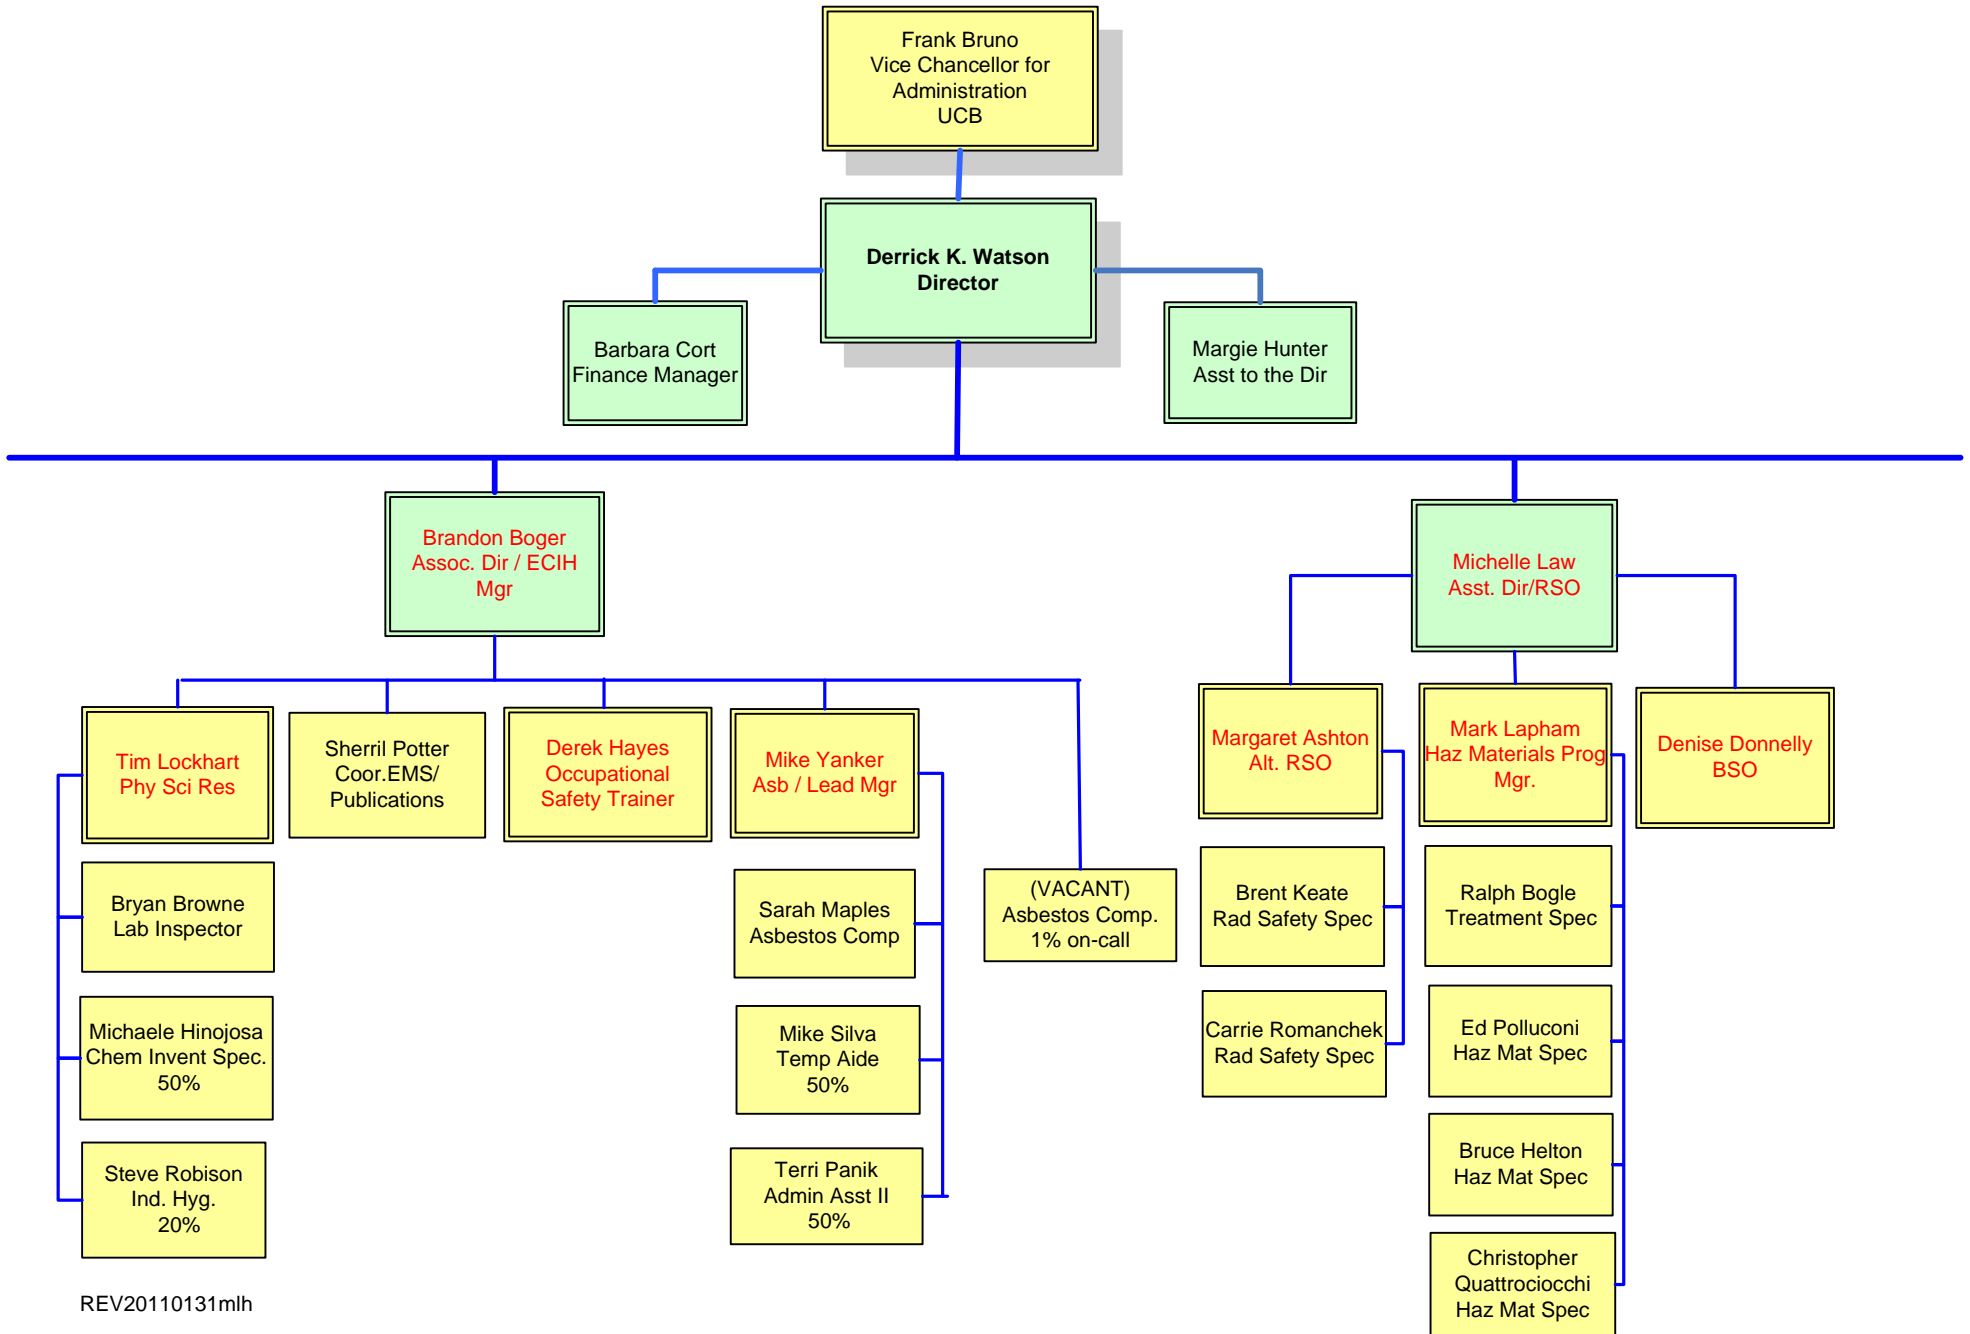 Frank Bruno
Vice Chancellor for
Administration
UCB
Derrick K. Watson
Director
Barbara Cort
Finance Manager
Margie Hunter
Asst to the Dir
Brandon Boger
Assoc. Dir / ECIH
Mgr
Michelle Law
Asst. Dir/RSO
Tim Lockhart
Phy Sci Res
Sherril Potter
Coor.EMS/
Publications
Derek Hayes
Occupational
Safety Trainer
Mike Yanker
Asb / Lead Mgr
(VACANT)
Asbestos Comp.
1% on-call
Bryan Browne
Lab Inspector
Michaele Hinojosa
Chem Invent Spec.
50%
Steve Robison
Ind. Hyg.
20%
Sarah Maples
Asbestos Comp
Mike Silva
Temp Aide
50%
Terri Panik
Admin Asst II
50%
Margaret Ashton
Alt. RSO
Mark Lapham
Haz Materials Prog
Mgr.
Denise Donnelly
BSO
Brent Keate
Rad Safety Spec
Carrie Romanchek
Rad Safety Spec
Ralph Bogle
Treatment Spec
Ed Polluconi
Haz Mat Spec
Bruce Helton
Haz Mat Spec
Christopher
Quattrociocchi
Haz Mat Spec
REV20110131mlh